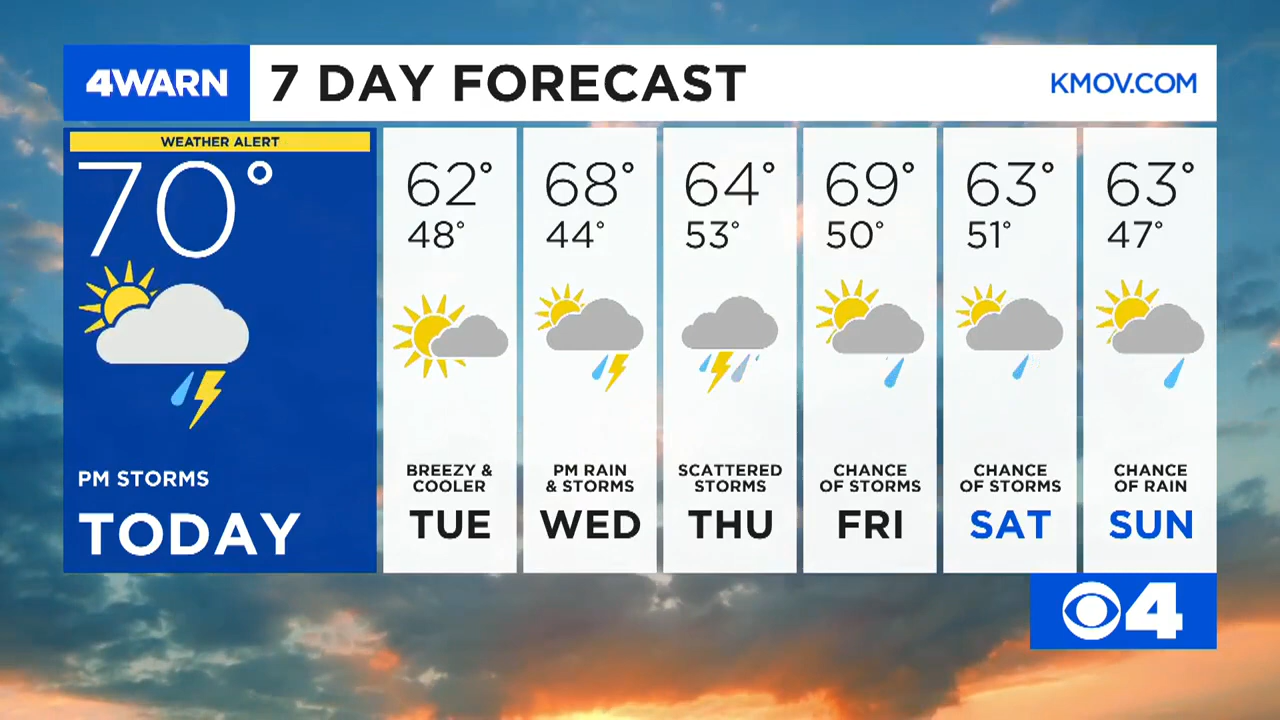 4WARN
7 DAY FORECAST
KMOV.COM
WEATHER ALERT
70°
PM STORMS
TODAY
62°
48°
BREEZY &
COOLER
TUE
68°
44°
PM RAIN
& STORMS
WED
64°
53°
SCATTERED
STORMS
THU
69°
50°
CHANCE
OF STORMS
FRI
63°
51°
CHANCE
OF STORMS
SAT
63°
47°
CHANCE
OF RAIN
SUN
4